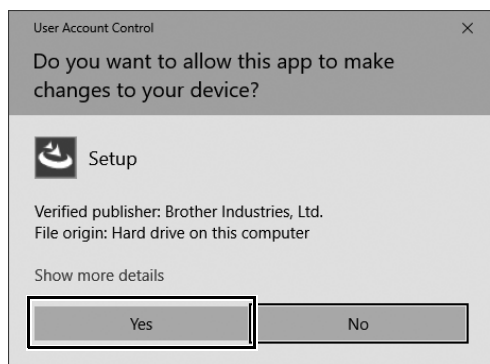 User Account Control
Do you want to allow this app to make
changes to your device?
Setup
Verified publisher: Brother Industries, Ltd.
File origin: Hard drive on this computer
Show more details
Yes
No